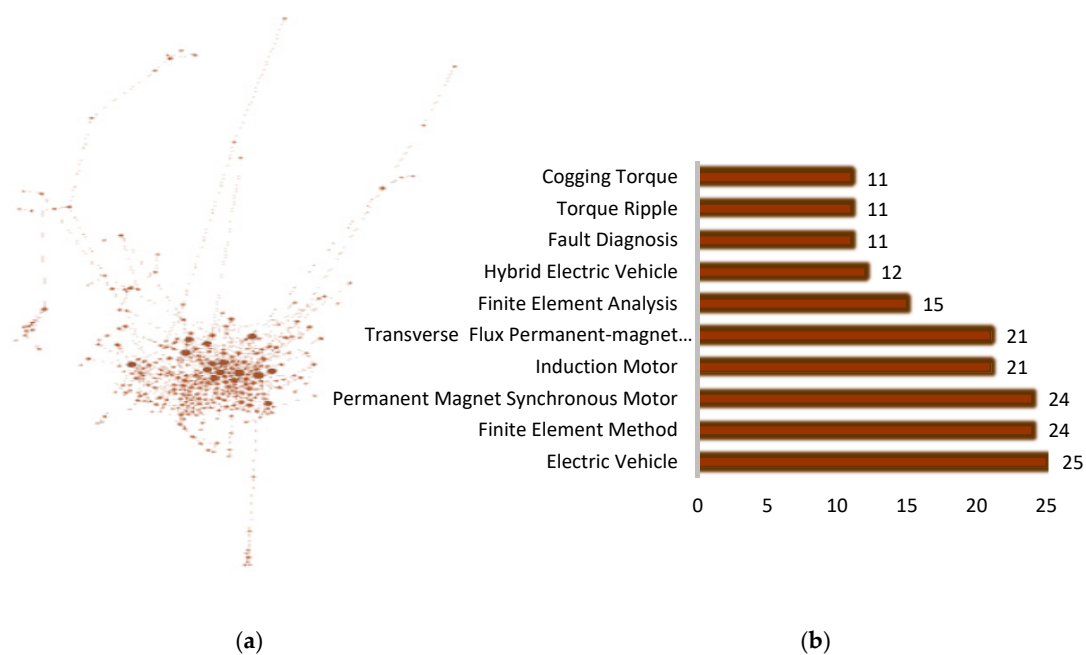 Cogging Torque 11
Torque Ripple 11
Fault Diagnosis 11
Hybrid Electric Vehicle 12
Finite Element Analysis 15
Transverse Flux Permanent-magnet... 21
Induction Motor 21
Permanent Magnet Synchronous Motor 24
Finite Element Method 24
Electric Vehicle 25
0 5 10 15 20 25
(a) (b)